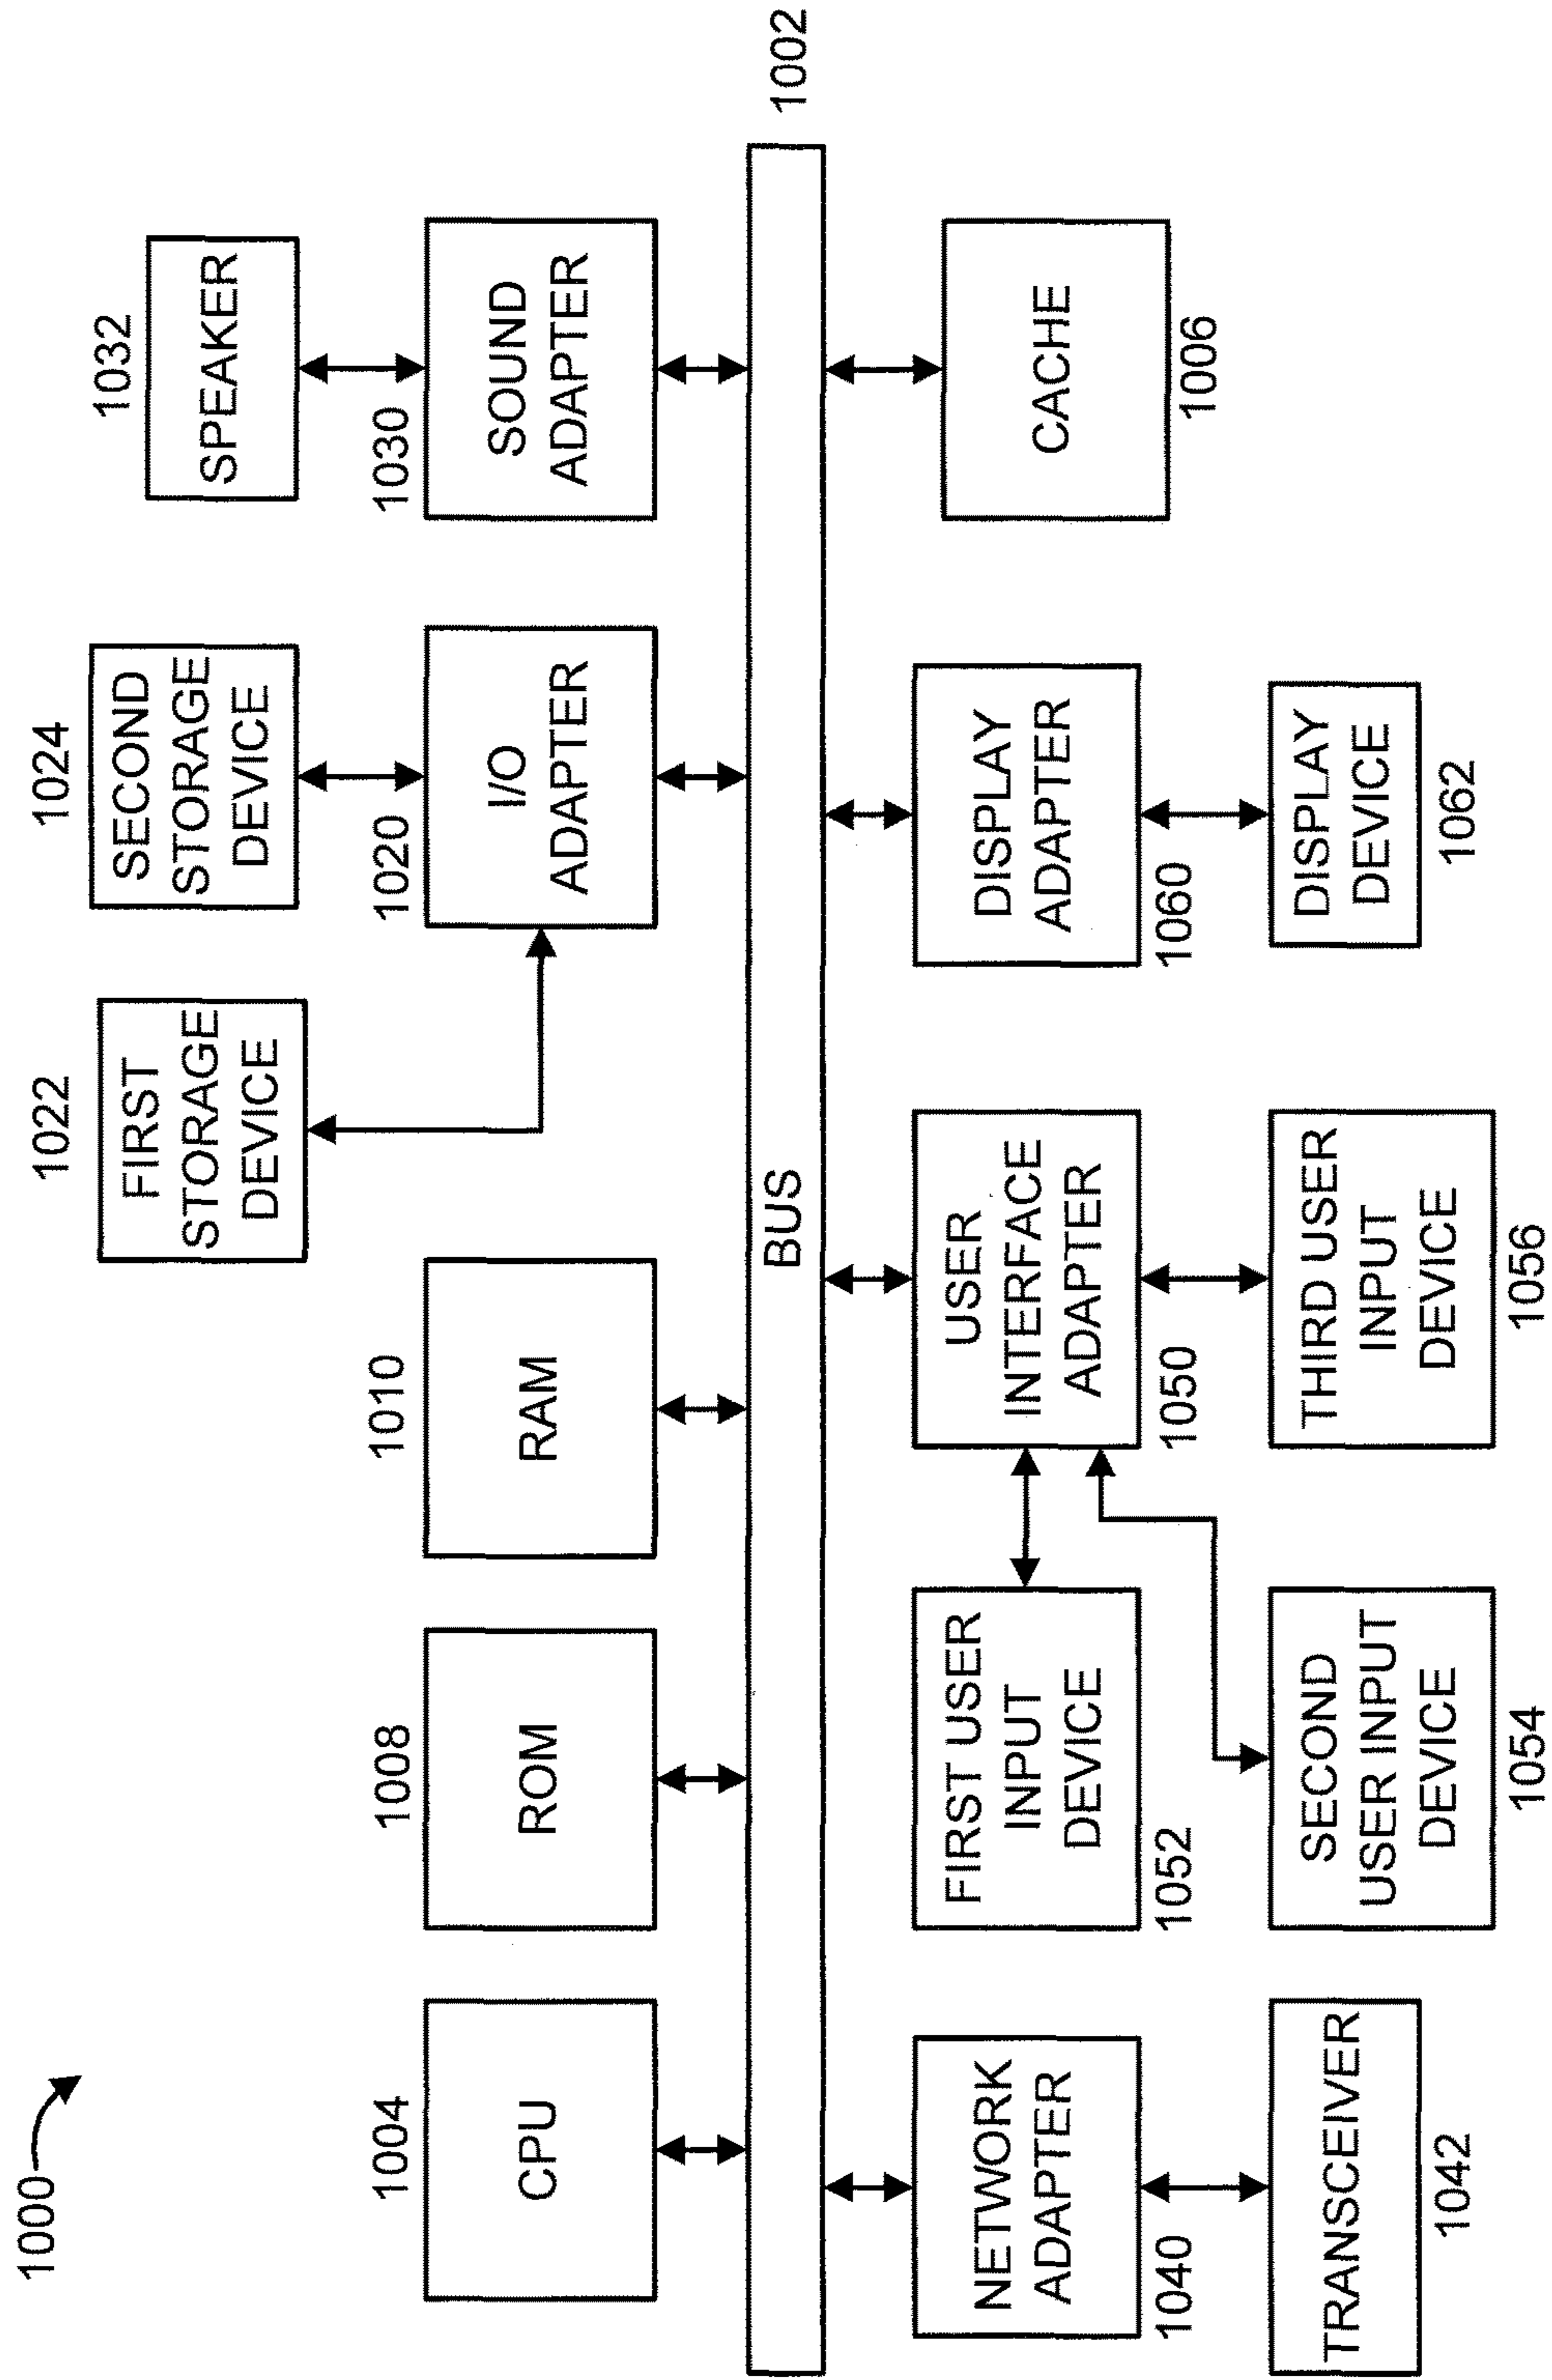 1000
1032
SPEAKER
1024
SECOND
STORAGE
DEVICE
1022
FIRST
STORAGE
DEVICE
1004
CPU
1008
ROM
1010
RAM
1020
I/O
ADAPTER
1030
SOUND
ADAPTER
BUS
1002
NETWORK
ADAPTER
1040
TRANSCEIVER
1042
FIRST USER
INPUT
DEVICE
1052
SECOND
USER INPUT
DEVICE
1054
USER
INTERFACE
ADAPTER
1050
THIRD USER
INPUT
DEVICE
1056
DISPLAY
ADAPTER
1060
DISPLAY
DEVICE
1062
CACHE
1006